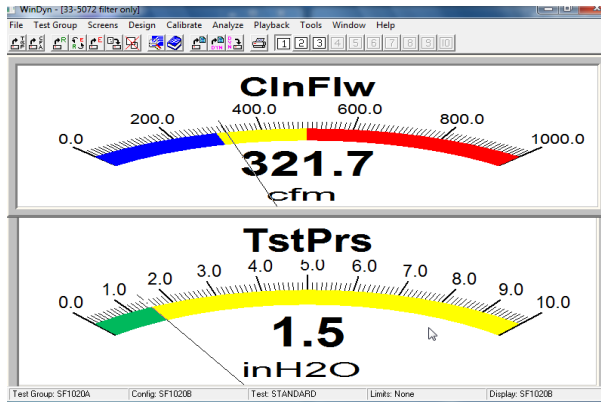 WinDyn - [33-5072 filter only]
File Test Group Screens Design Calibrate Analyze Playback Tools Window Help
1 2 3 4 5 6 7 8 9 10
ClnFlw
0.0 200.0 400.0 600.0 800.0 1000.0
321.7
cfm
TstPrs
0.0 1.0 2.0 3.0 4.0 5.0 6.0 7.0 8.0 9.0 10.0
1.5
inH2O
Test Group: SF1020A Config: SF1020B Test: STANDARD Limits: None Display: SF1020B